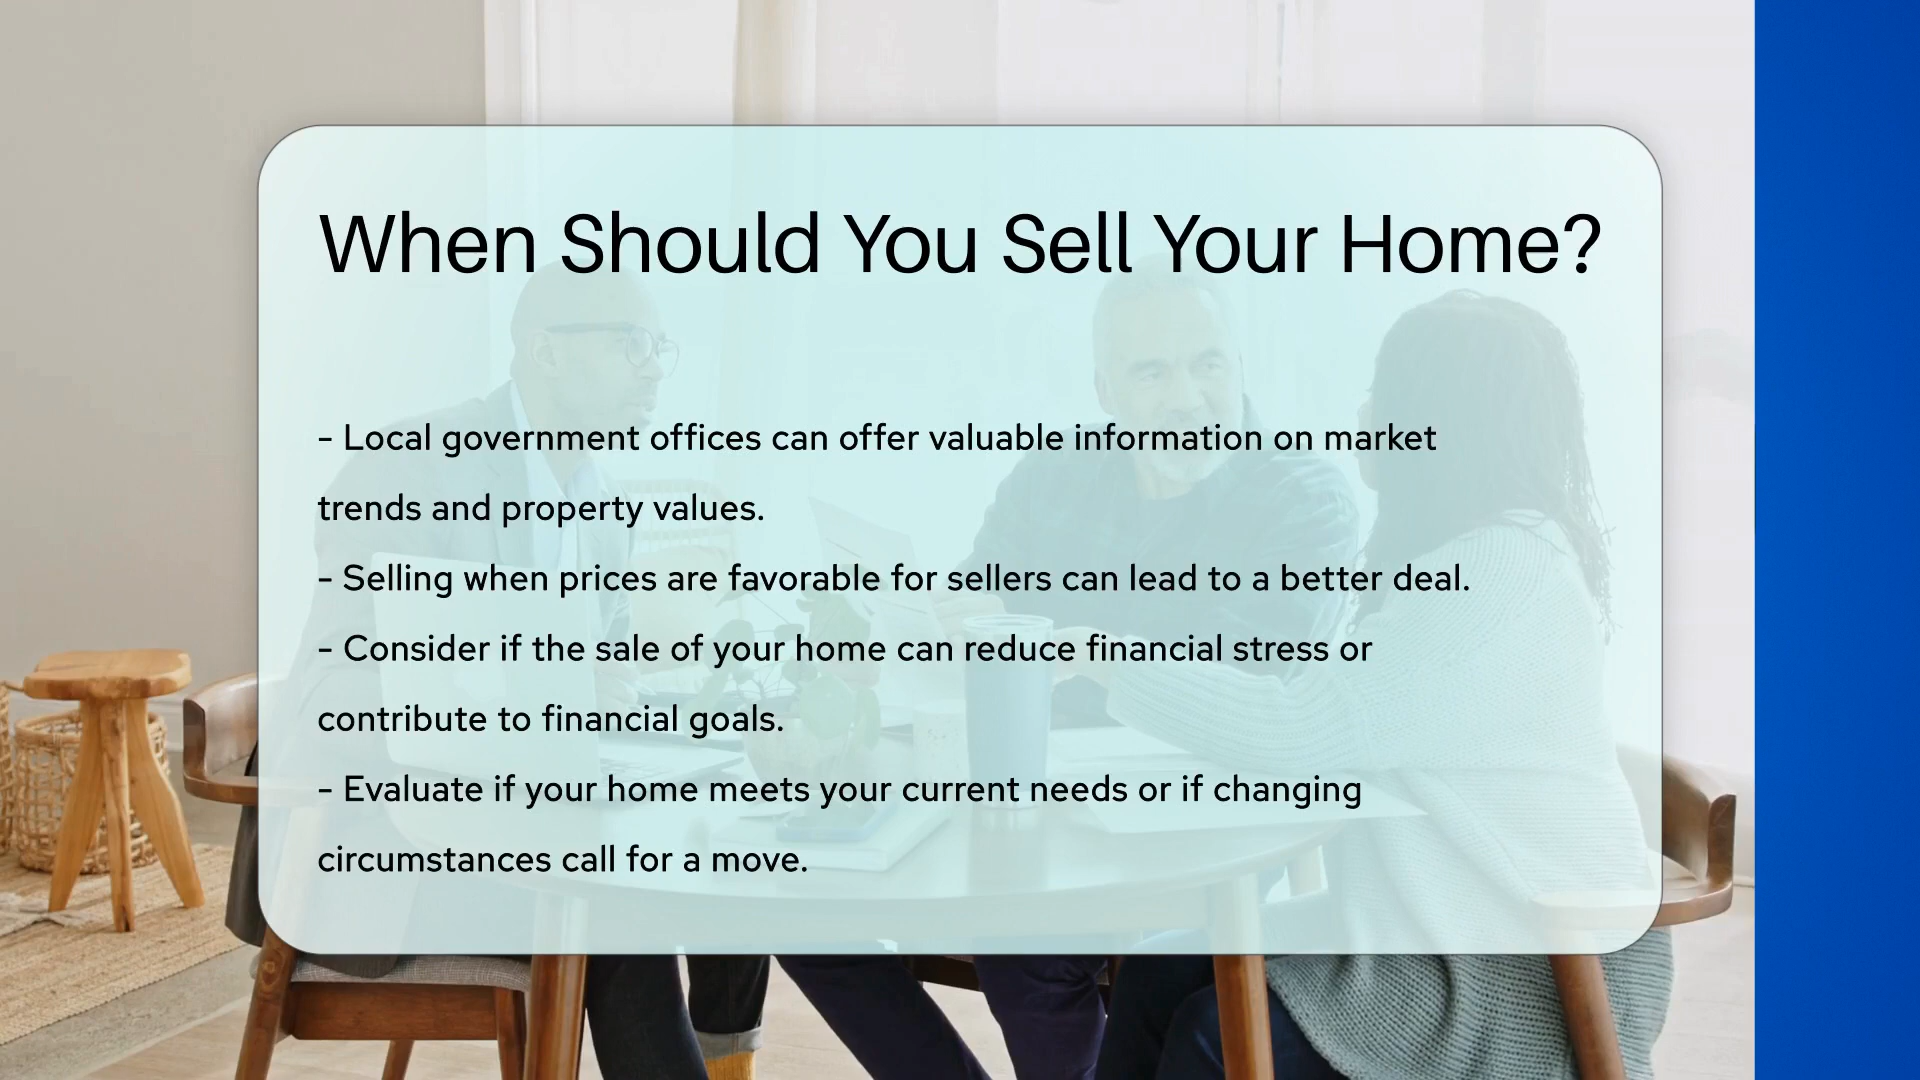 When Should You Sell Your Home?
- Local government offices can offer valuable information on market
trends and property values.
- Selling when prices are favorable for sellers can lead to a better deal.
- Consider if the sale of your home can reduce financial stress or
contribute to financial goals.
- Evaluate if your home meets your current needs or if changing
circumstances call for a move.